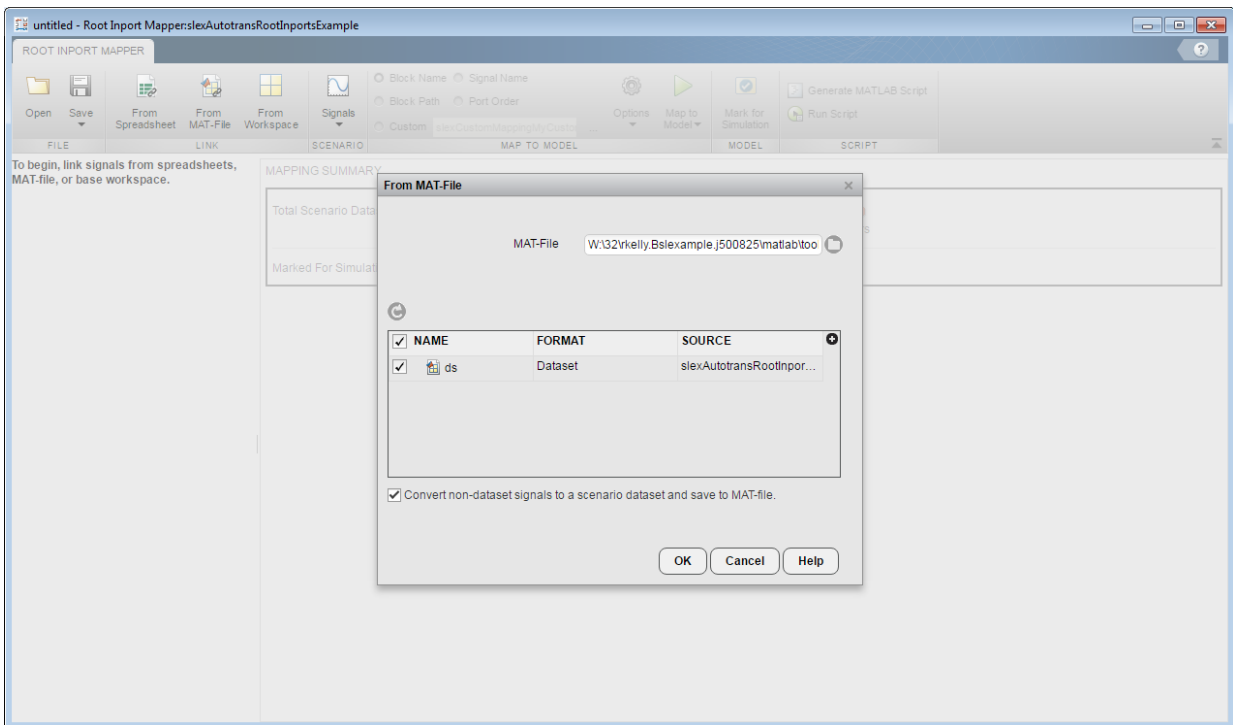 untitled - Root Inport Mapper:slexAutotransRootInportsExample
ROOT INPORT MAPPER
?
Block Name Signal Name
Block Path Port Order
Custom slexCustomMappingMyCusto ...
Generate MATLAB Script
Run Script
Open Save From From From Signals Options Map to Mark for
Spreadsheet MAT-File Workspace Model Simulation
FILE LINK SCENARIO MAP TO MODEL MODEL SCRIPT
To begin, link signals from spreadsheets,
MAT-file, or base workspace.
MAPPING SUMMARY
Total Scenario Data
Marked For Simulat
s
From MAT-File
MAT-File W:\32\rkelly.Bslexample.j500825\matlab\too
NAME FORMAT SOURCE
ds Dataset slexAutotransRootInpor...
Convert non-dataset signals to a scenario dataset and save to MAT-file.
OK Cancel Help